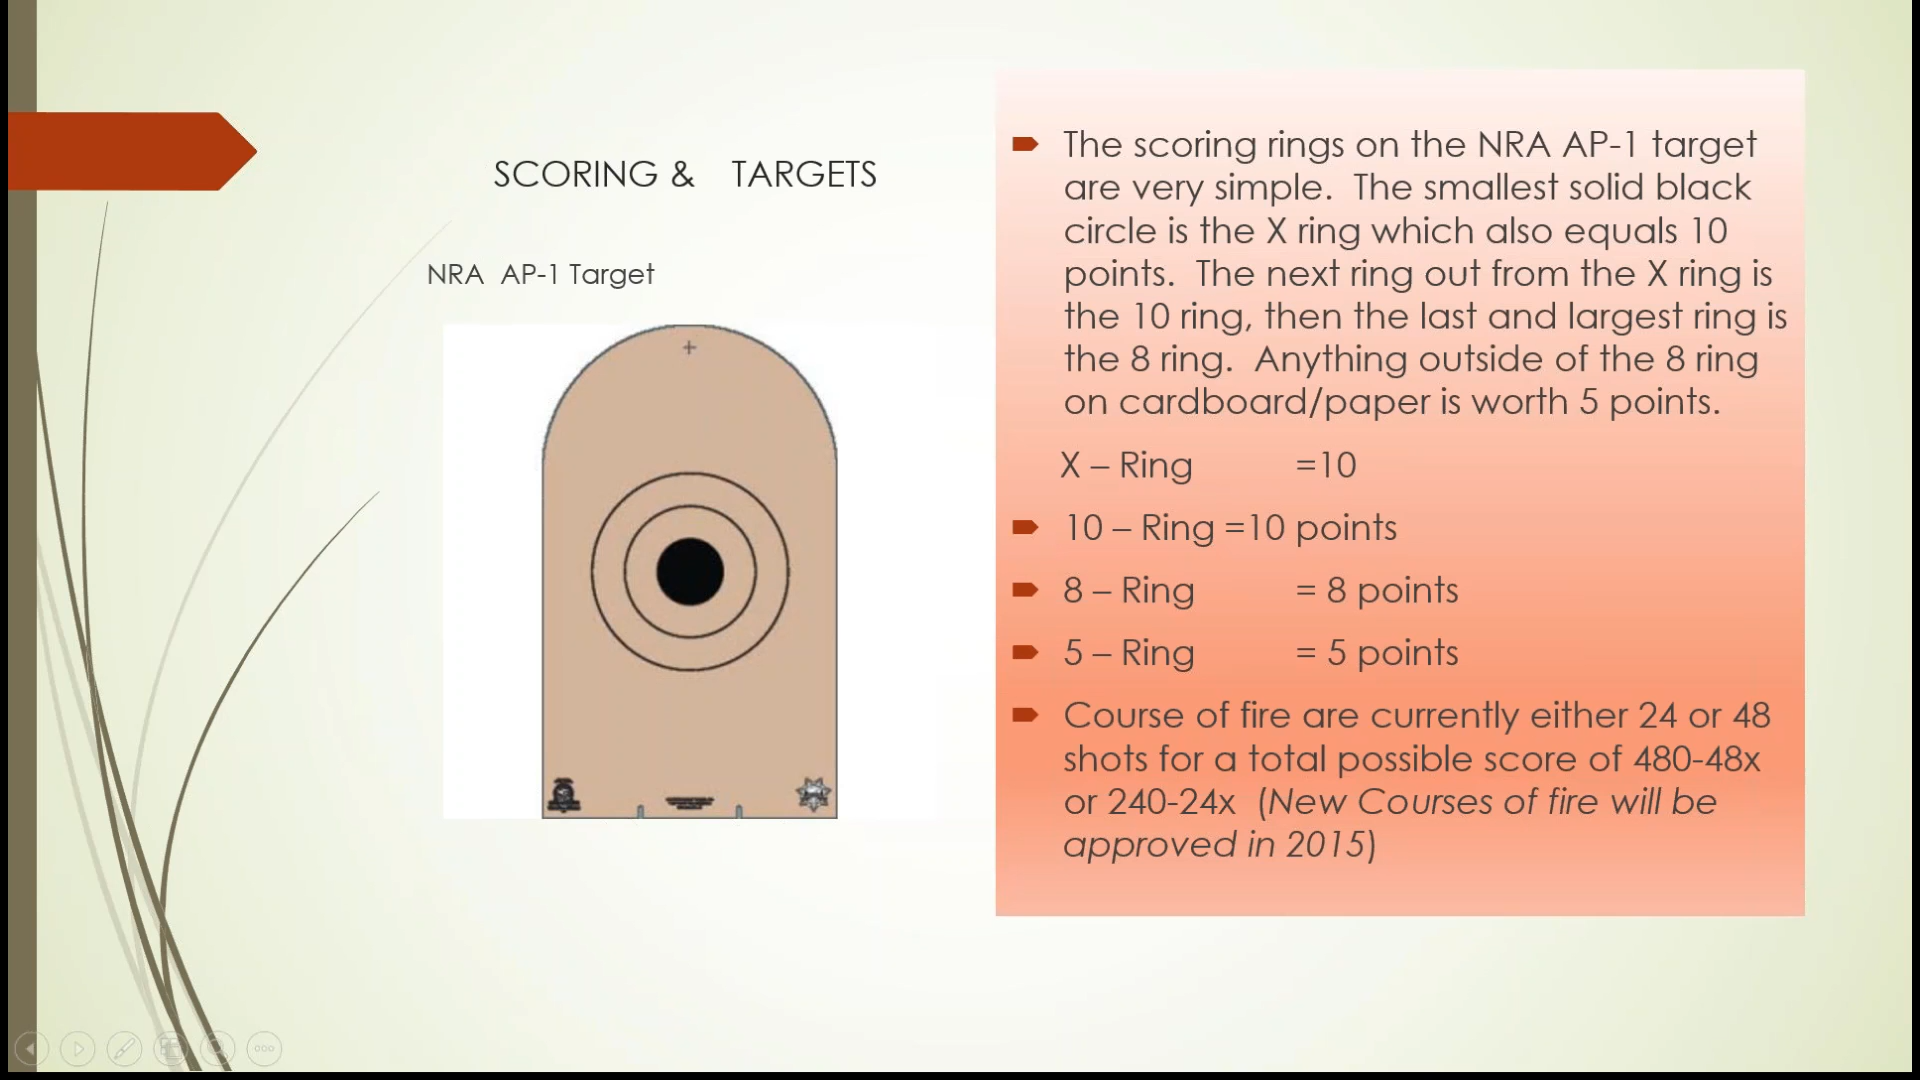 SCORING & TARGETS
NRA AP-1 Target
The scoring rings on the NRA AP-1 target
are very simple. The smallest solid black
circle is the X ring which also equals 10
points. The next ring out from the X ring is
the 10 ring, then the last and largest ring is
the 8 ring. Anything outside of the 8 ring
on cardboard/paper is worth 5 points.
X – Ring =10
10 – Ring =10 points
8 – Ring = 8 points
5 – Ring = 5 points
Course of fire are currently either 24 or 48
shots for a total possible score of 480-48x
or 240-24x (New Courses of fire will be
approved in 2015)